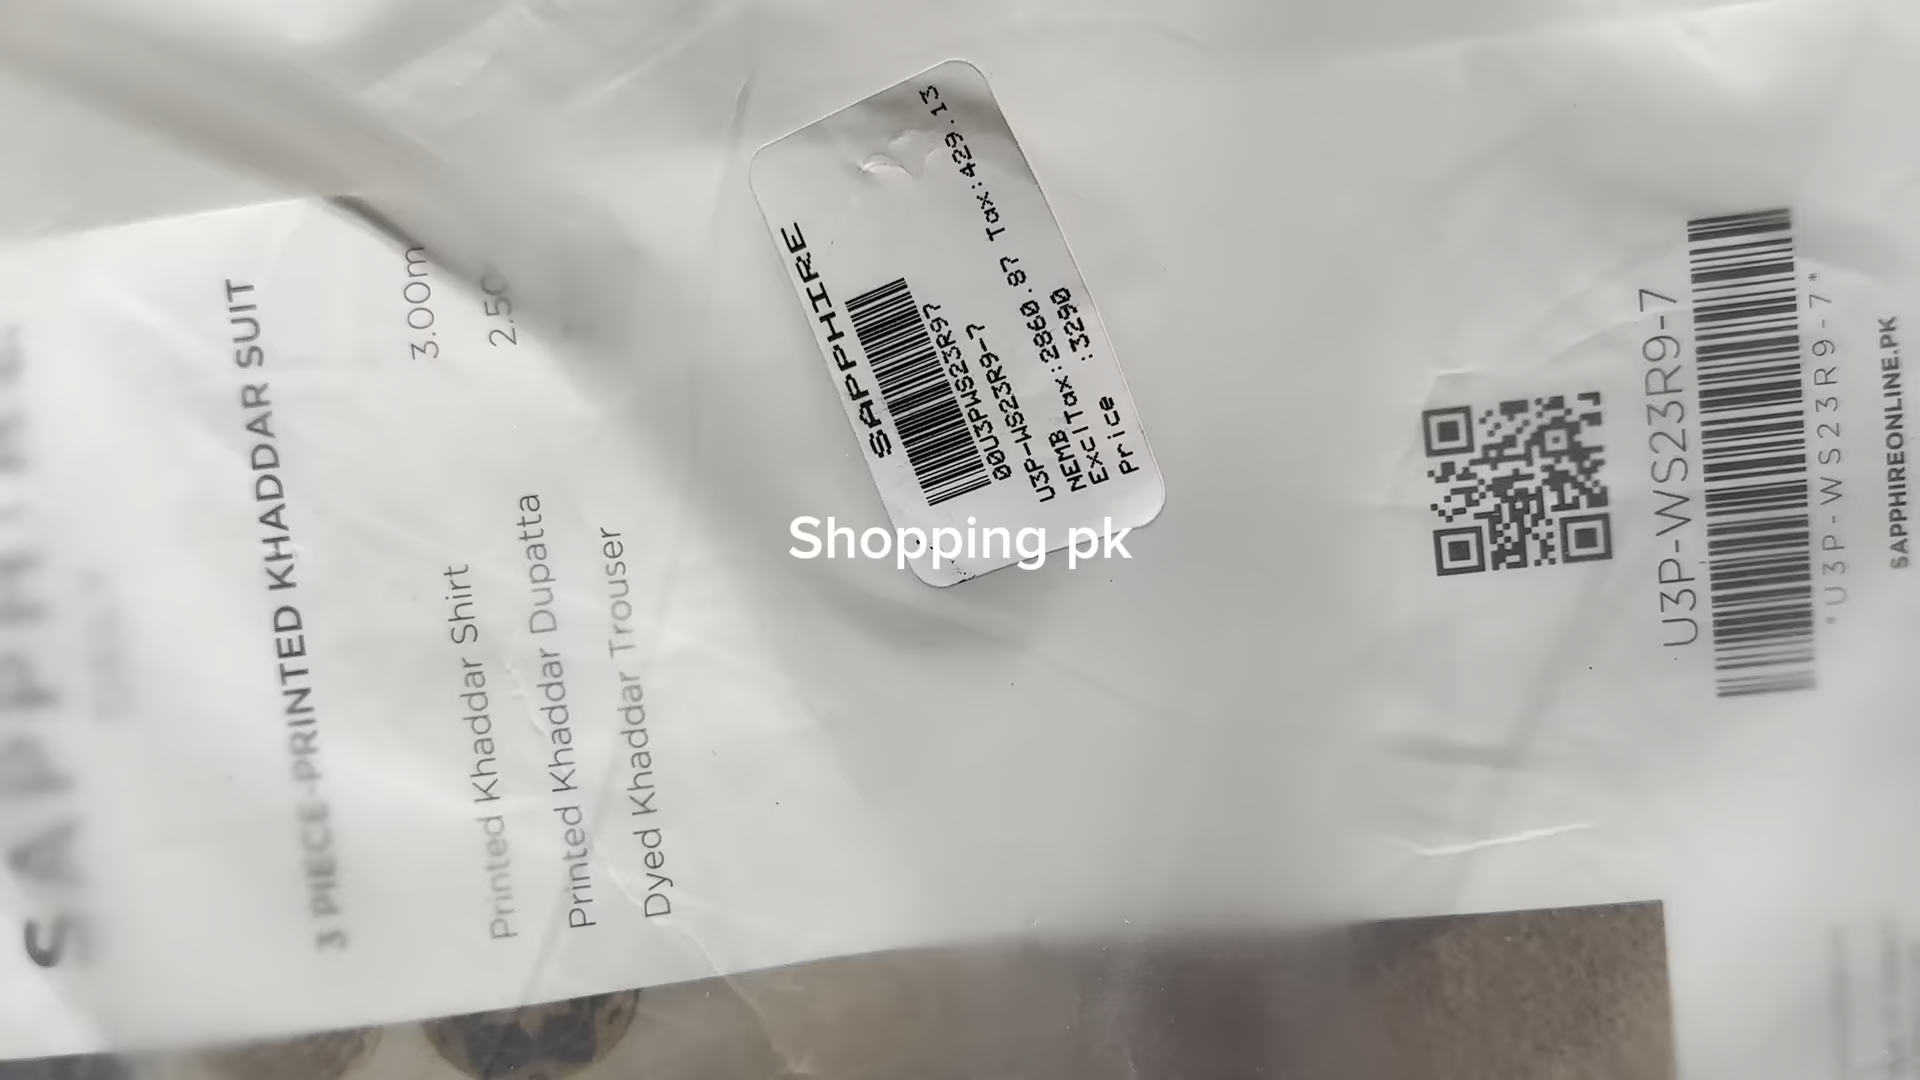 SAPPHIRE
3 PIECE-PRINTED KHADDAR SUIT
Printed Khaddar Shirt 3.00m
Printed Khaddar Dupatta
Dyed Khaddar Trouser
SAPPHIRE
00U3PWS23R97
U3P-WS23R9-7
NEMB
Exc|Tax:2860.87 Tax:429.13
Price :3290
Shopping pk
U3P-WS23R9-7
*U3P-WS23R9-7*
SAPPHIREONLINE.PK